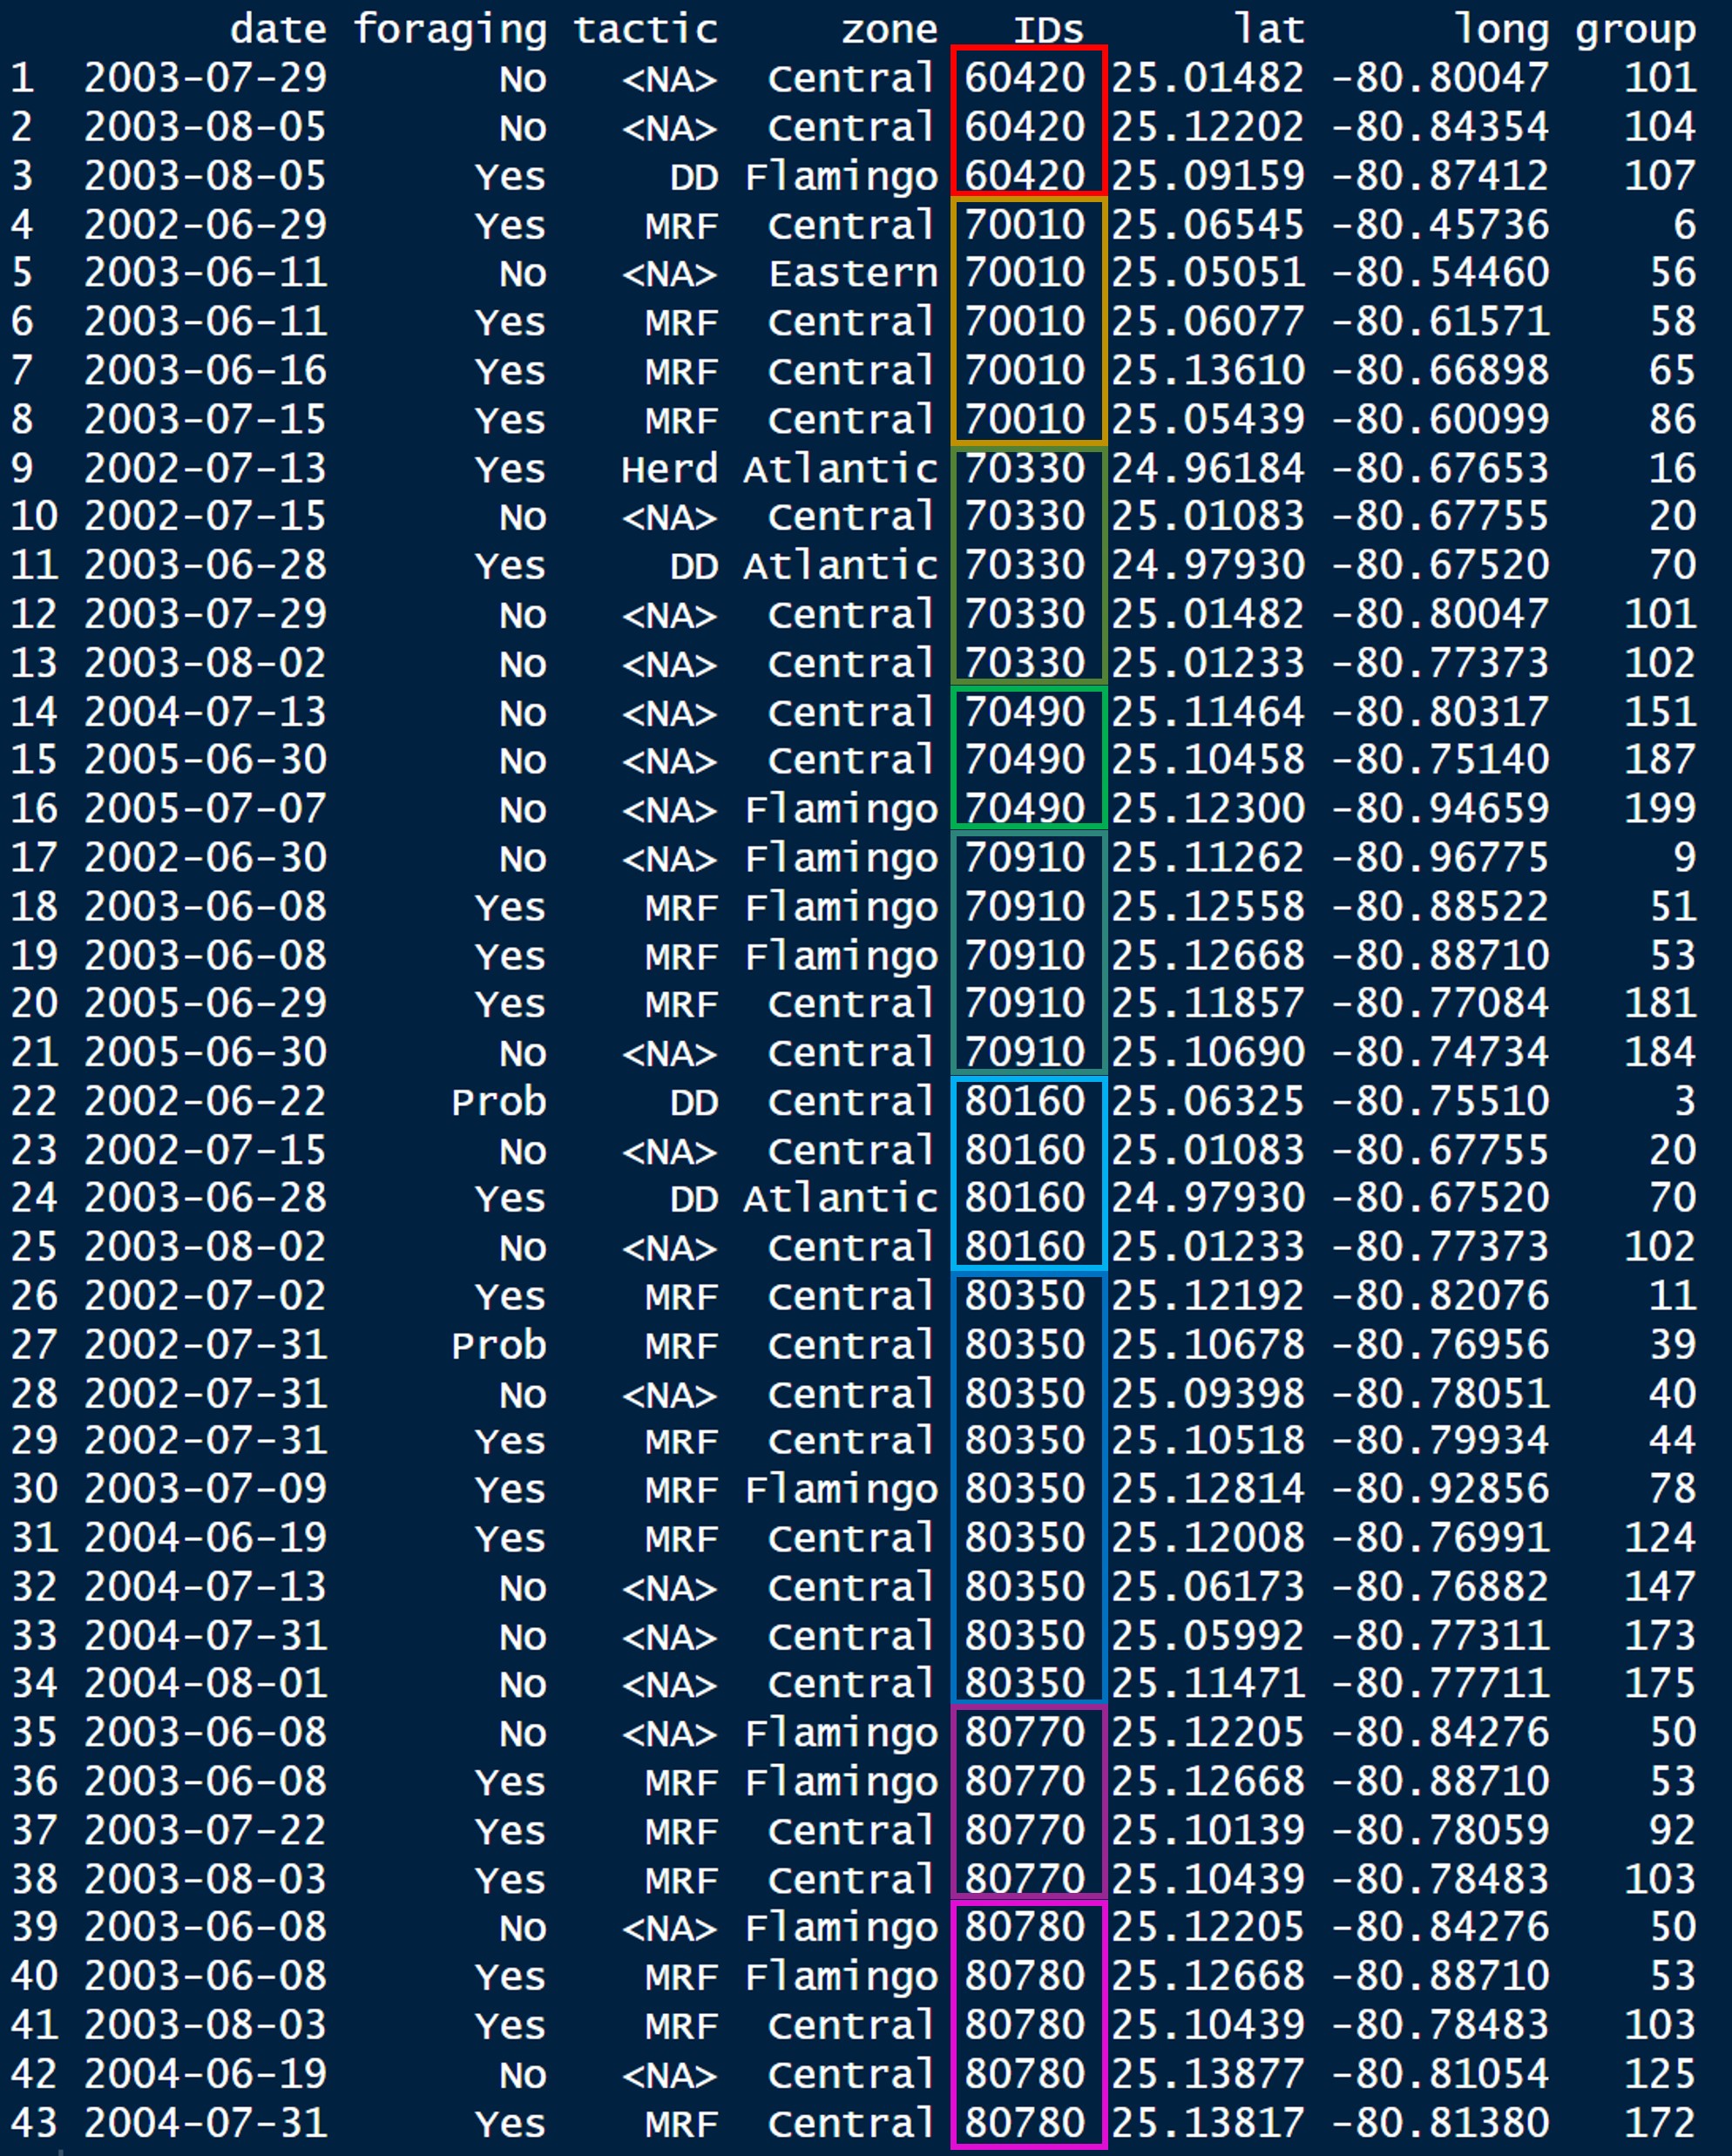 date foraging tactic zone IDs lat long group
1 2003-07-29 No <NA> Central 60420 25.01482 -80.80047 101
2 2003-08-05 No <NA> Central 60420 25.12202 -80.84354 104
3 2003-08-05 Yes DD Flamingo 60420 25.09159 -80.87412 107
4 2002-06-29 Yes MRF Central 70010 25.06545 -80.45736 6
5 2003-06-11 No <NA> Eastern 70010 25.05051 -80.54460 56
6 2003-06-11 Yes MRF Central 70010 25.06077 -80.61571 58
7 2003-06-16 Yes MRF Central 70010 25.13610 -80.66898 65
8 2003-07-15 Yes MRF Central 70010 25.05439 -80.60099 86
9 2002-07-13 Yes Herd Atlantic 70330 24.96184 -80.67653 16
10 2002-07-15 No <NA> Central 70330 25.01083 -80.67755 20
11 2003-06-28 Yes DD Atlantic 70330 24.97930 -80.67520 70
12 2003-07-29 No <NA> Central 70330 25.01482 -80.80047 101
13 2003-08-02 No <NA> Central 70330 25.01233 -80.77373 102
14 2004-07-13 No <NA> Central 70490 25.11464 -80.80317 151
15 2005-06-30 No <NA> Central 70490 25.10458 -80.75140 187
16 2005-07-07 No <NA> Flamingo 70490 25.12300 -80.94659 199
17 2002-06-30 No <NA> Flamingo 70910 25.11262 -80.96775 9
18 2003-06-08 Yes MRF Flamingo 70910 25.12558 -80.88522 51
19 2003-06-08 Yes MRF Flamingo 70910 25.12668 -80.88710 53
20 2005-06-29 Yes MRF Central 70910 25.11857 -80.77084 181
21 2005-06-30 No <NA> Central 70910 25.10690 -80.74734 184
22 2002-06-22 Prob DD Central 80160 25.06325 -80.75510 3
23 2002-07-15 No <NA> Central 80160 25.01083 -80.67755 20
24 2003-06-28 Yes DD Atlantic 80160 24.97930 -80.67520 70
25 2003-08-02 No <NA> Central 80160 25.01233 -80.77373 102
26 2002-07-02 Yes MRF Central 80350 25.12192 -80.82076 11
27 2002-07-31 Prob MRF Central 80350 25.10678 -80.76956 39
28 2002-07-31 No <NA> Central 80350 25.09398 -80.78051 40
29 2002-07-31 Yes MRF Central 80350 25.10518 -80.79934 44
30 2003-07-09 Yes MRF Flamingo 80350 25.12814 -80.92856 78
31 2004-06-19 Yes MRF Central 80350 25.12008 -80.76991 124
32 2004-07-13 No <NA> Central 80350 25.06173 -80.76882 147
33 2004-07-31 No <NA> Central 80350 25.05992 -80.77311 173
34 2004-08-01 No <NA> Central 80350 25.11471 -80.77711 175
35 2003-06-08 No <NA> Flamingo 80770 25.12205 -80.84276 50
36 2003-06-08 Yes MRF Flamingo 80770 25.12668 -80.88710 53
37 2003-07-22 Yes MRF Central 80770 25.10139 -80.78059 92
38 2003-08-03 Yes MRF Central 80770 25.10439 -80.78483 103
39 2003-06-08 No <NA> Flamingo 80780 25.12205 -80.84276 50
40 2003-06-08 Yes MRF Flamingo 80780 25.12668 -80.88710 53
41 2003-08-03 Yes MRF Central 80780 25.10439 -80.78483 103
42 2004-06-19 No <NA> Central 80780 25.13877 -80.81054 125
43 2004-07-31 Yes MRF Central 80780 25.13817 -80.81380 172